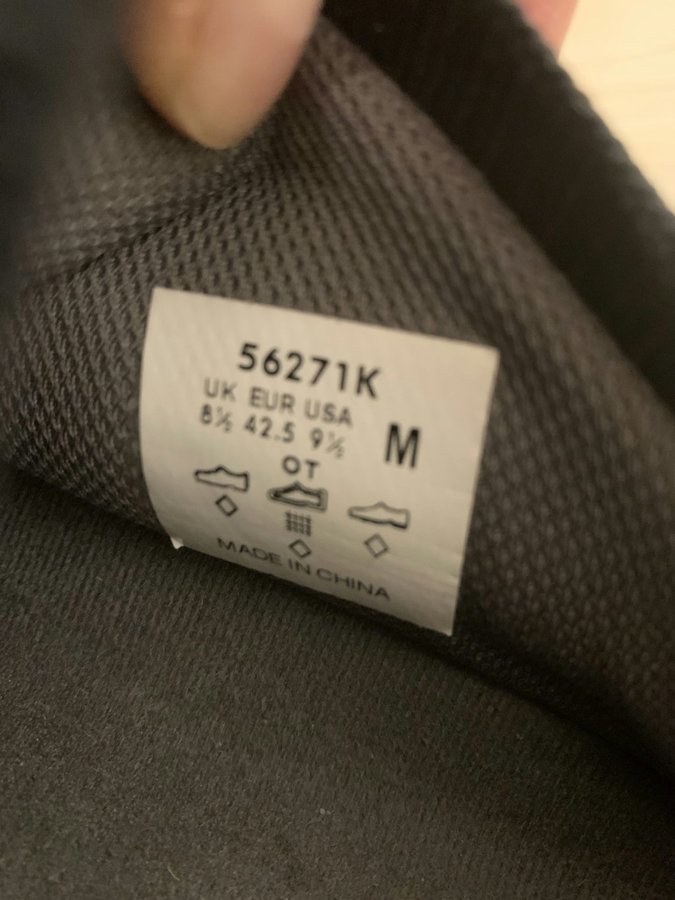 56271K
UK EUR USA
8½ 42.5 9½ M
OT
MADE IN CHINA